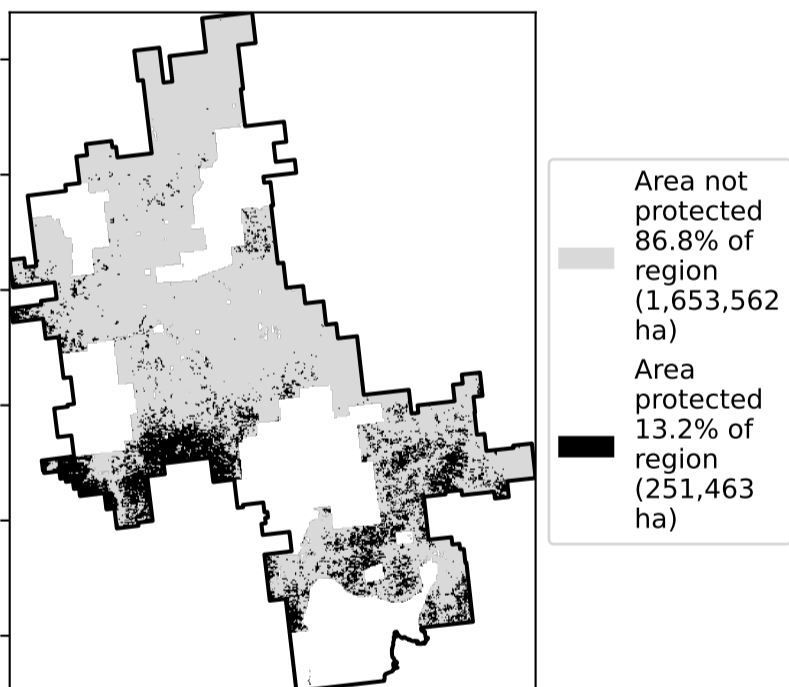 Area not
protected
86.8% of
region
(1,653,562
ha)
Area
protected
13.2% of
region
(251,463
ha)